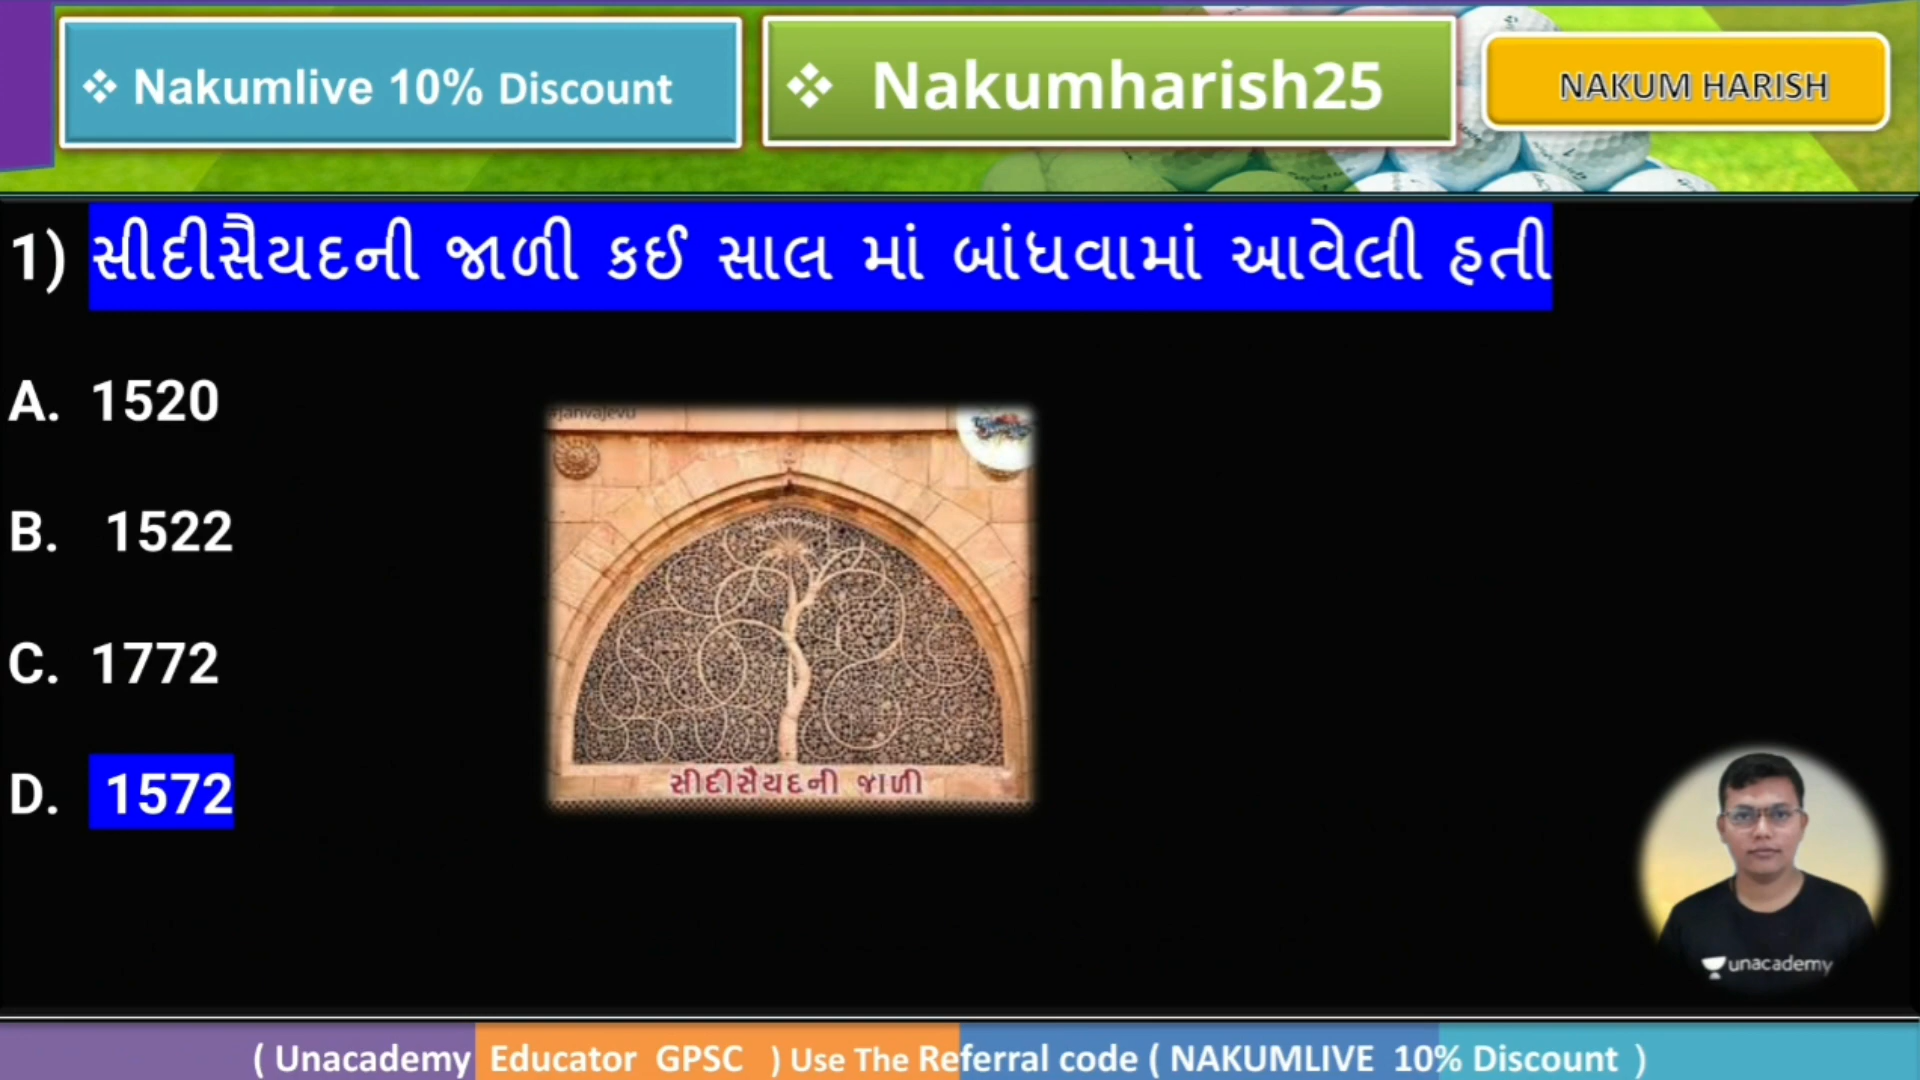 ❖ Nakumlive 10% Discount
❖ Nakumharish25
NAKUM HARISH
1) સીદીસૈયદની જાળી કઈ સાલ માં બાંધવામાં આવેલી હતી
A. 1520
B. 1522
C. 1772
D. 1572
#janvajevu
સીદીસૈયદની જાળી
unacademy
( Unacademy Educator GPSC ) Use The Referral code ( NAKUMLIVE 10% Discount )